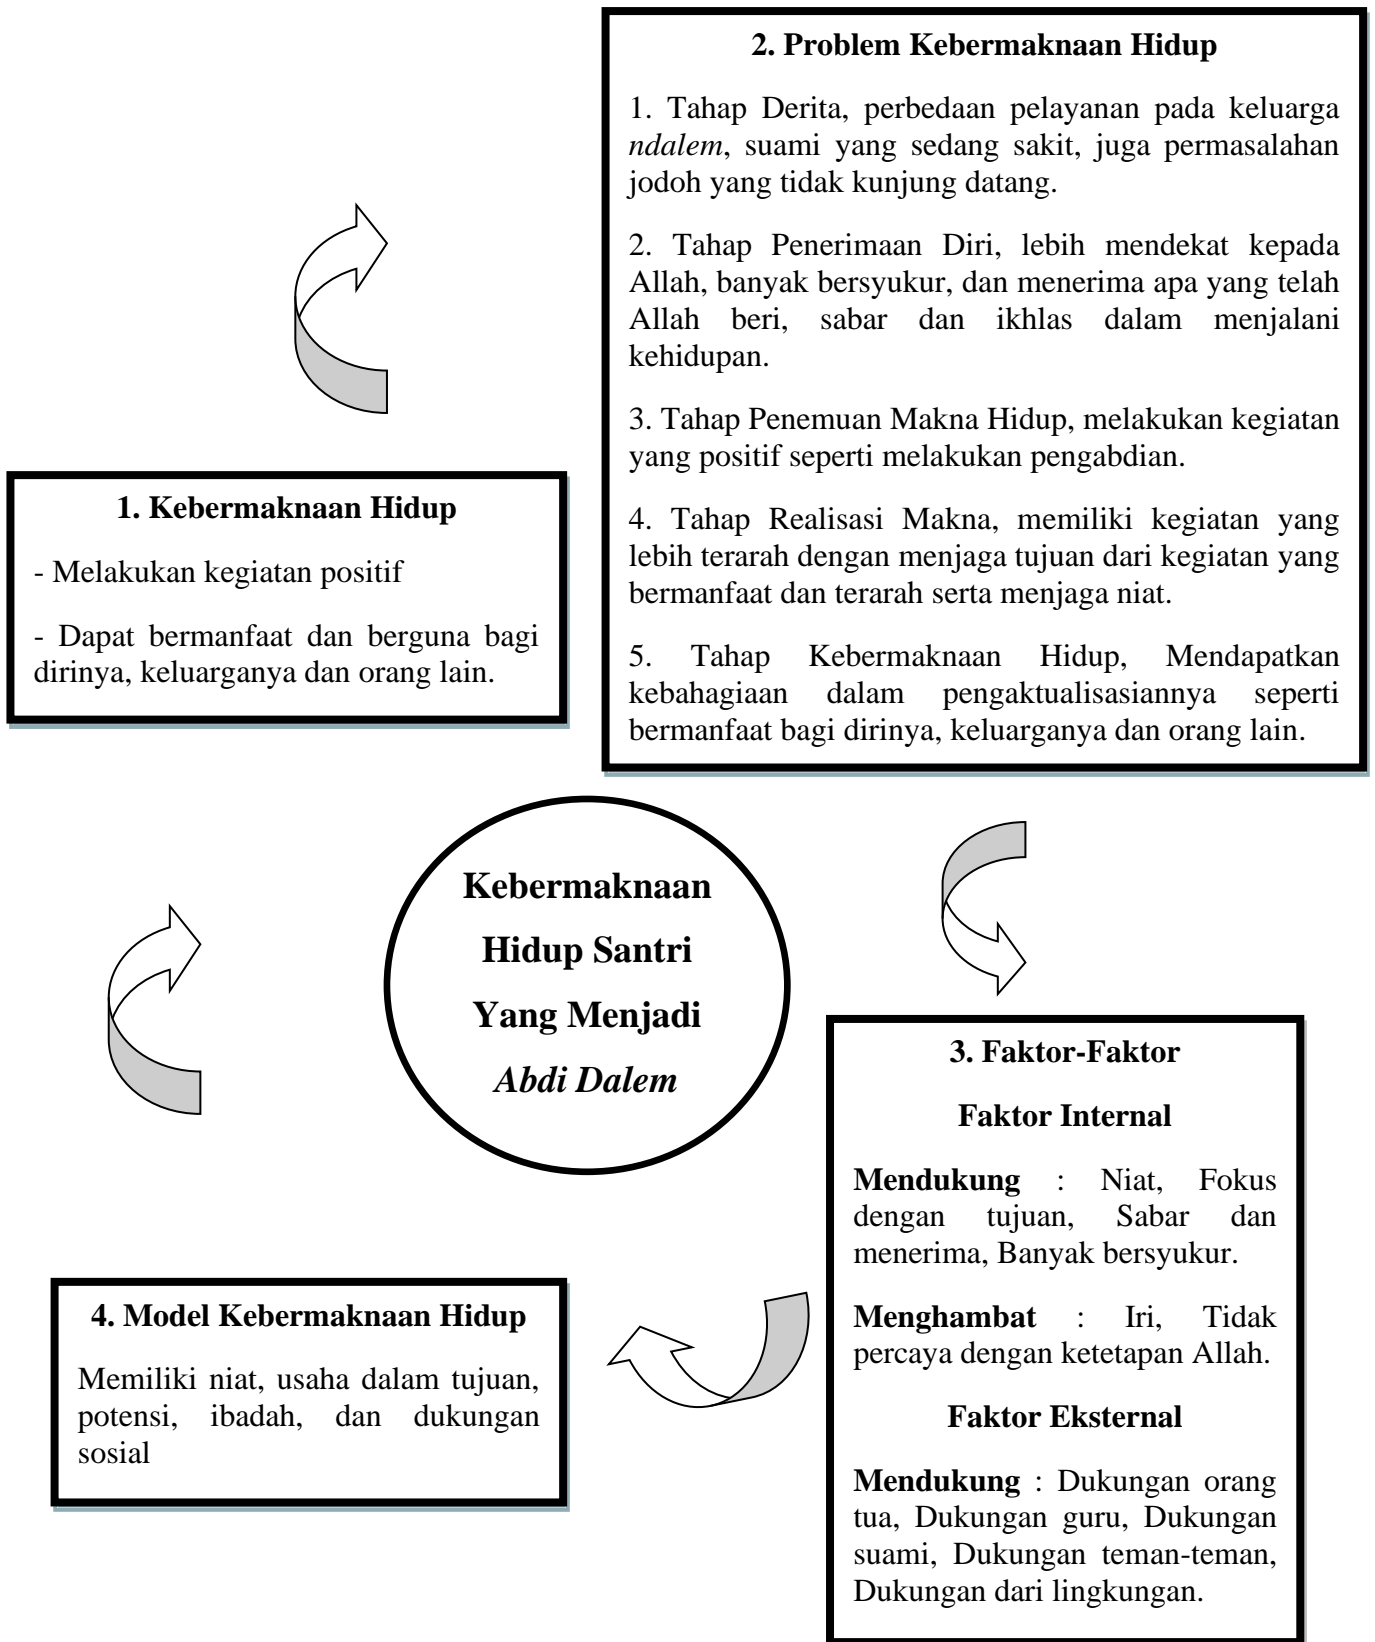 2. Problem Kebermaknaan Hidup
1. Tahap Derita, perbedaan pelayanan pada keluarga
ndalem, suami yang sedang sakit, juga permasalahan
jodoh yang tidak kunjung datang.
2. Tahap Penerimaan Diri, lebih mendekat kepada
Allah, banyak bersyukur, dan menerima apa yang telah
Allah beri, sabar dan ikhlas dalam menjalani
kehidupan.
3. Tahap Penemuan Makna Hidup, melakukan kegiatan
yang positif seperti melakukan pengabdian.
4. Tahap Realisasi Makna, memiliki kegiatan yang
lebih terarah dengan menjaga tujuan dari kegiatan yang
bermanfaat dan terarah serta menjaga niat.
5. Tahap Kebermaknaan Hidup, Mendapatkan
kebahagiaan dalam pengaktualisasiannya seperti
bermanfaat bagi dirinya, keluarganya dan orang lain.
1. Kebermaknaan Hidup
- Melakukan kegiatan positif
- Dapat bermanfaat dan berguna bagi
dirinya, keluarganya dan orang lain.
Kebermaknaan
Hidup Santri
Yang Menjadi
Abdi Dalem
3. Faktor-Faktor
Faktor Internal
Mendukung : Niat, Fokus
dengan tujuan, Sabar dan
menerima, Banyak bersyukur.
Menghambat : Iri, Tidak
percaya dengan ketetapan Allah.
Faktor Eksternal
Mendukung : Dukungan orang
tua, Dukungan guru, Dukungan
suami, Dukungan teman-teman,
Dukungan dari lingkungan.
4. Model Kebermaknaan Hidup
Memiliki niat, usaha dalam tujuan,
potensi, ibadah, dan dukungan
sosial